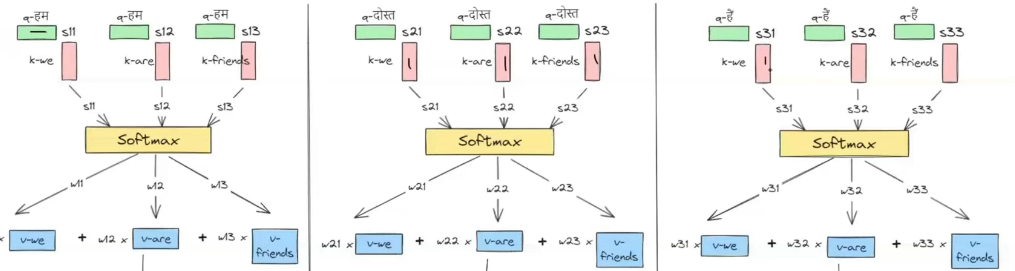 q-हम q-हम q-हम
s11 s12 s13
k-we k-are k-friends
s11 s12 s13
Softmax
w11 w12 w13
x v-we + w12 x v-are + w13 x v-
friends
q-दोस्त q-दोस्त q-दोस्त
s21 s22 s23
k-we k-are k-friends
s21 s22 s23
Softmax
w21 w22 w23
w21 x v-we + w22 x v-are + w23 x v-
friends
q-हैं q-हैं q-हैं
s31 s32 s33
k-we k-are k-friends
s31 s32 s33
Softmax
w31 w32 w33
w31 x v-we + w32 x v-are + w33 x v-
friends